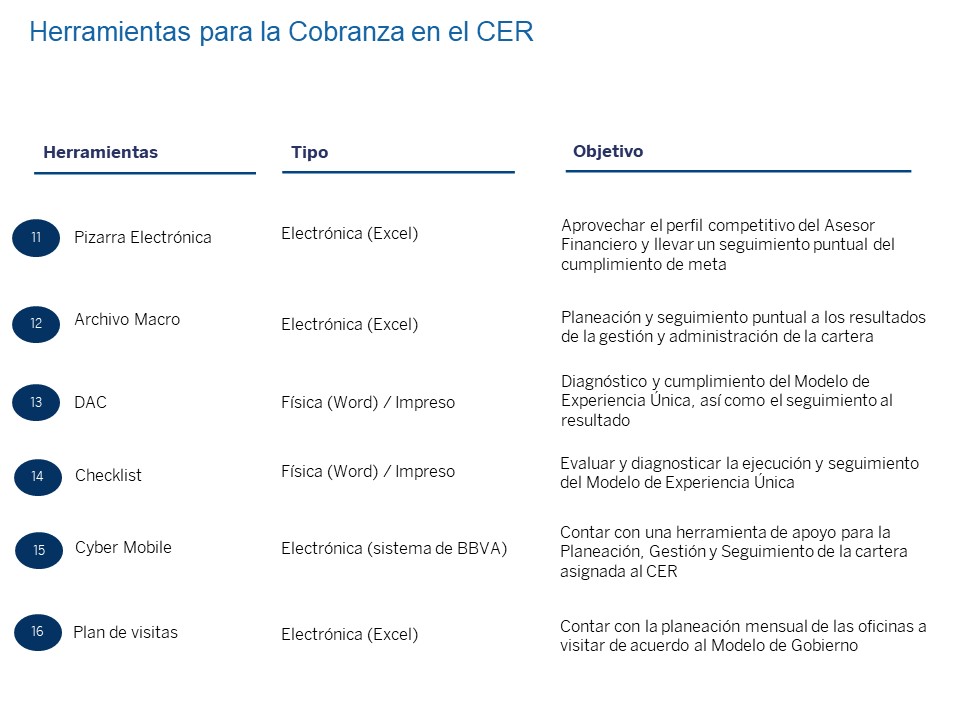 Herramientas para la Cobranza en el CER
Herramientas
Tipo
Objetivo
11
Pizarra Electrónica
Electrónica (Excel)
Aprovechar el perfil competitivo del Asesor
Financiero y llevar un seguimiento puntual del
cumplimiento de meta
12
Archivo Macro
Electrónica (Excel)
Planeación y seguimiento puntual a los resultados
de la gestión y administración de la cartera
13
DAC
Física (Word) / Impreso
Diagnóstico y cumplimiento del Modelo de
Experiencia Única, así como el seguimiento al
resultado
14
Checklist
Física (Word) / Impreso
Evaluar y diagnosticar la ejecución y seguimiento
del Modelo de Experiencia Única
15
Cyber Mobile
Electrónica (sistema de BBVA)
Contar con una herramienta de apoyo para la
Planeación, Gestión y Seguimiento de la cartera
asignada al CER
16
Plan de visitas
Electrónica (Excel)
Contar con la planeación mensual de las oficinas a
visitar de acuerdo al Modelo de Gobierno